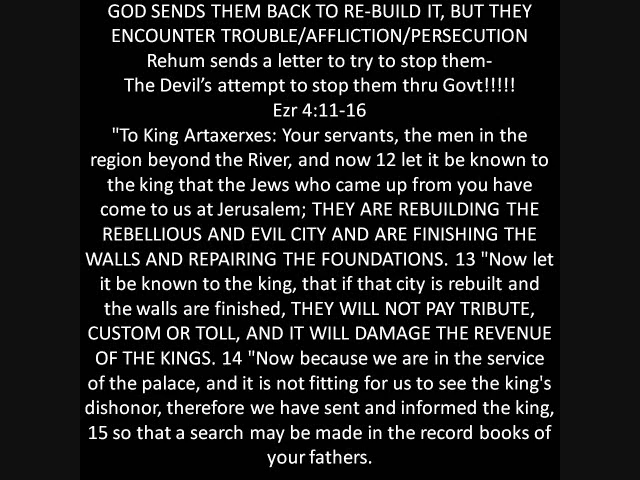 GOD SENDS THEM BACK TO RE-BUILD IT, BUT THEY
ENCOUNTER TROUBLE/AFFLICTION/PERSECUTION
Rehum sends a letter to try to stop them-
The Devil’s attempt to stop them thru Govt!!!!!
Ezr 4:11-16
"To King Artaxerxes: Your servants, the men in the
region beyond the River, and now 12 let it be known to
the king that the Jews who came up from you have
come to us at Jerusalem; THEY ARE REBUILDING THE
REBELLIOUS AND EVIL CITY AND ARE FINISHING THE
WALLS AND REPAIRING THE FOUNDATIONS. 13 "Now let
it be known to the king, that if that city is rebuilt and
the walls are finished, THEY WILL NOT PAY TRIBUTE,
CUSTOM OR TOLL, AND IT WILL DAMAGE THE REVENUE
OF THE KINGS. 14 "Now because we are in the service
of the palace, and it is not fitting for us to see the king's
dishonor, therefore we have sent and informed the king,
15 so that a search may be made in the record books of
your fathers.